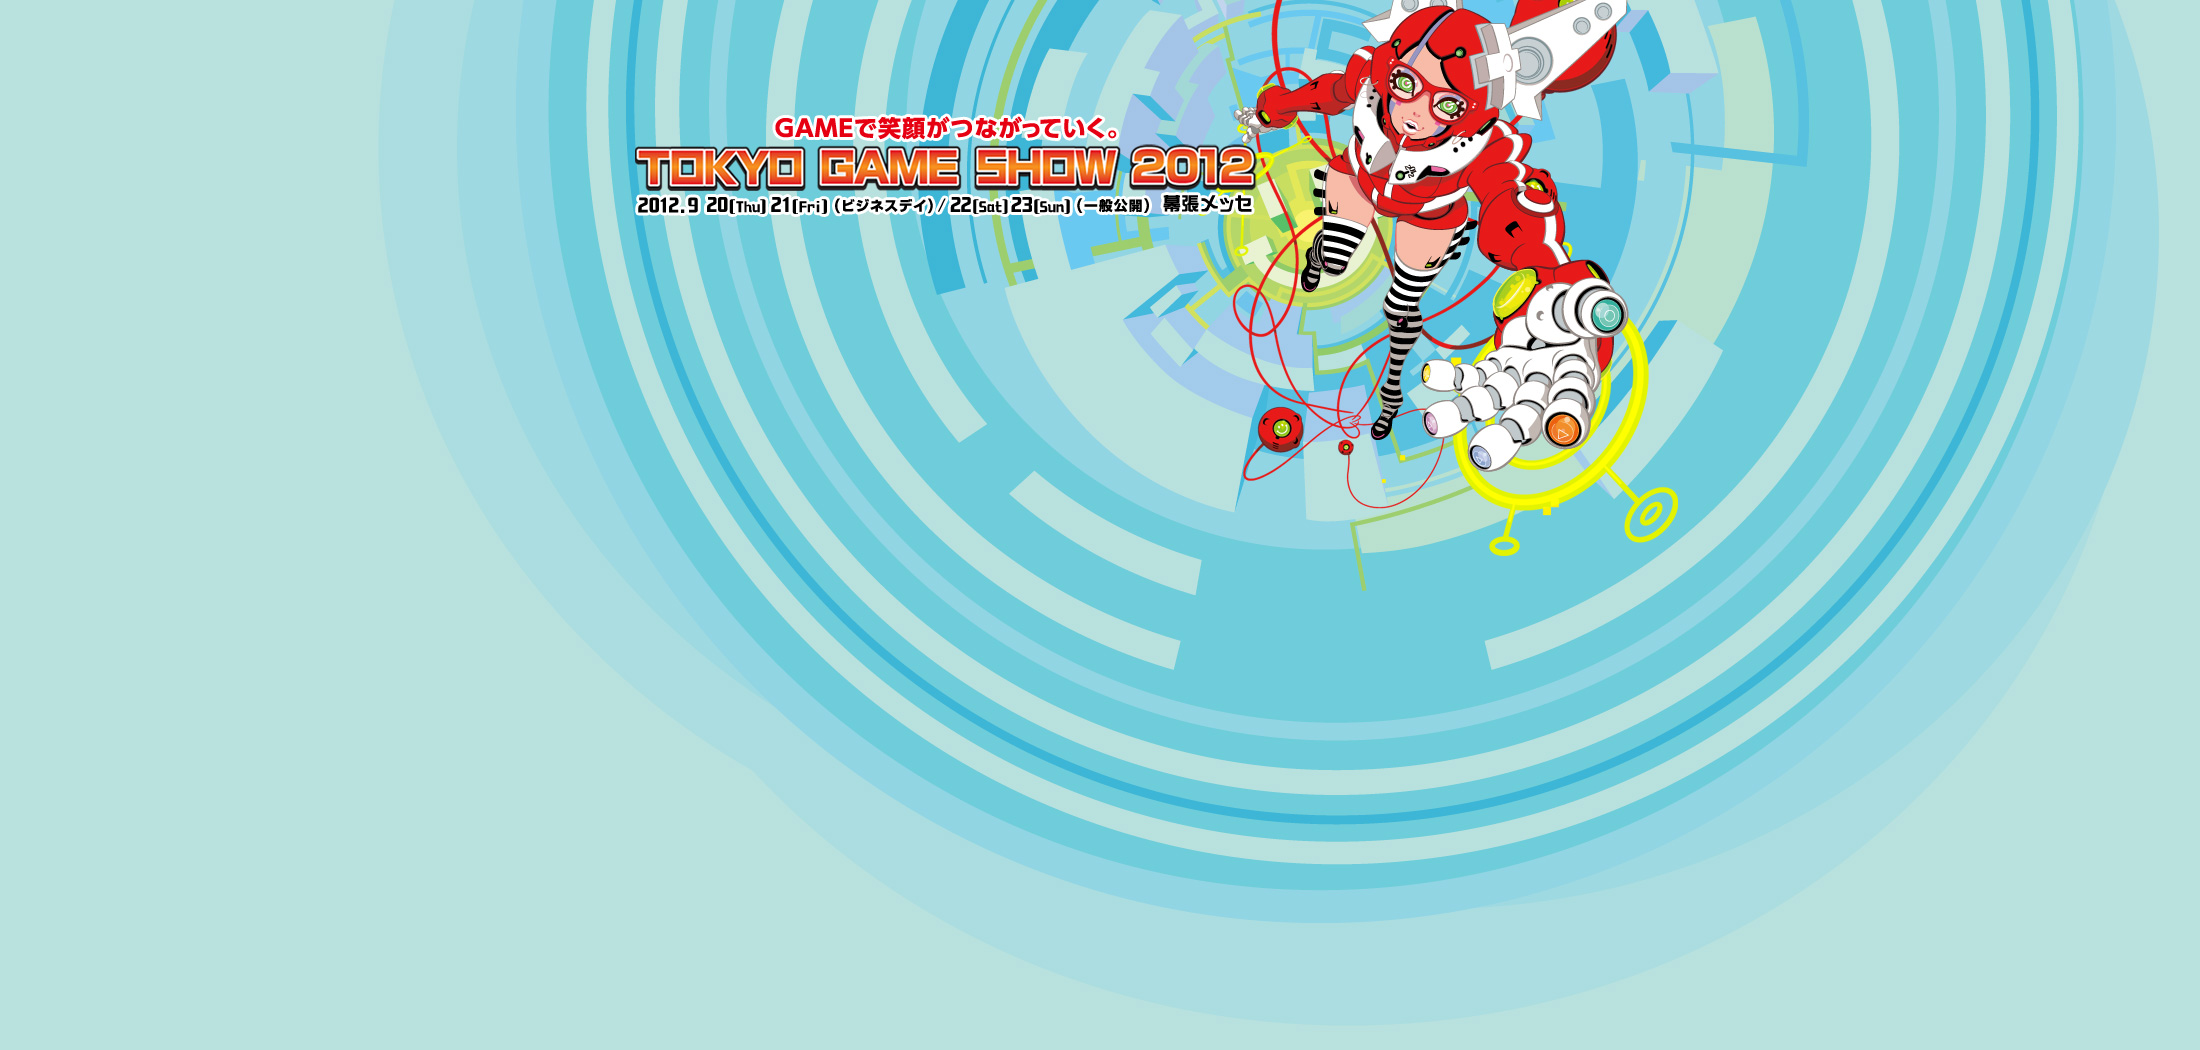 GAMEで笑顔がつながっていく。
TOKYO GAME SHOW 2012
2012.9 20(Thu) 21(Fri)（ビジネスデイ）/ 22(Sat) 23(Sun)（一般公開） 幕張メッセ